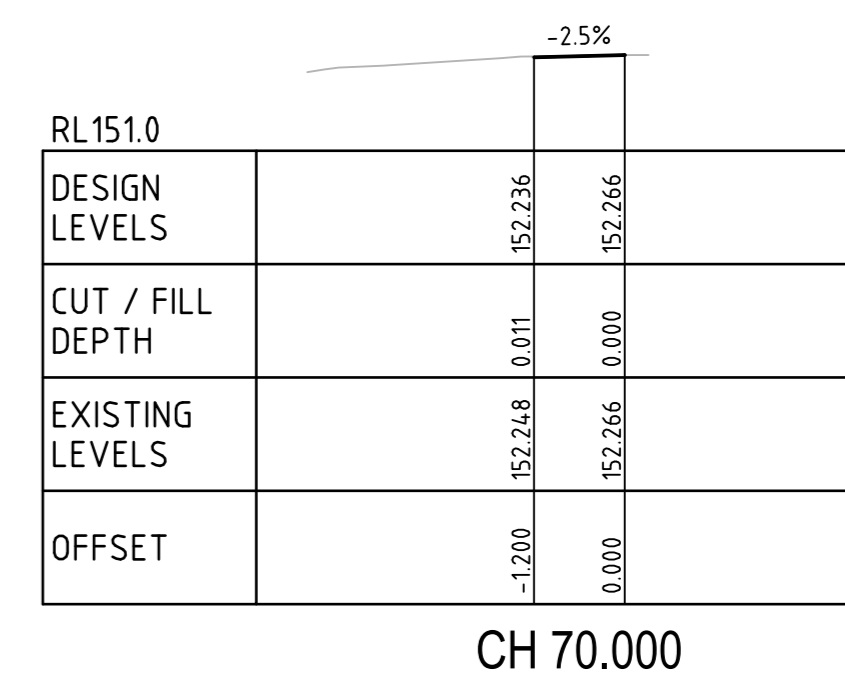 -2.5%
RL151.0
DESIGN
LEVELS
152.236
152.266
CUT / FILL
DEPTH
0.011
0.000
EXISTING
LEVELS
152.248
152.266
OFFSET
-1.200
0.000
CH 70.000